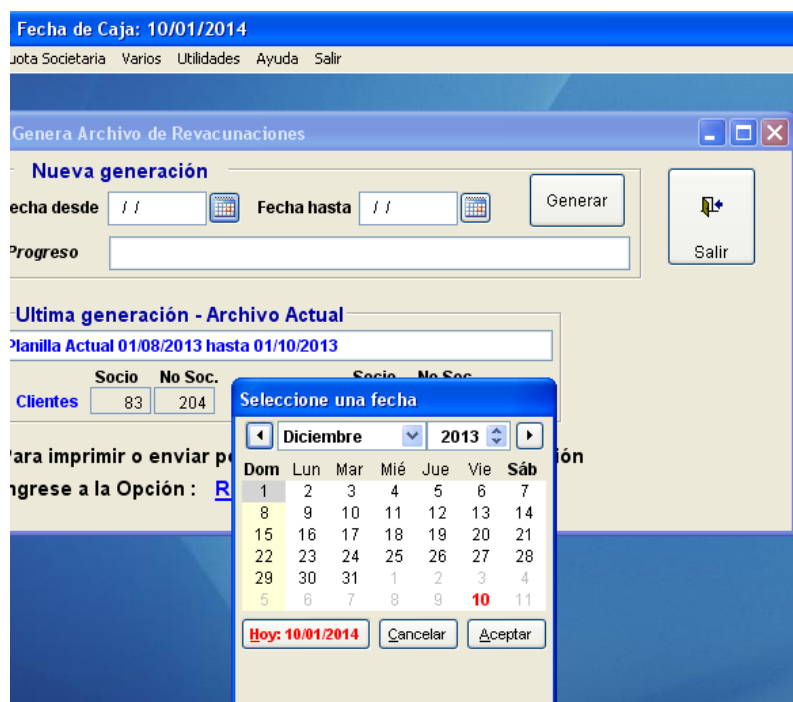 Fecha de Caja: 10/01/2014
uota Societaria Varios Utilidades Ayuda Salir
Genera Archivo de Revacunaciones
Nueva generación
echa desde / / Fecha hasta / / Generar
Progreso
Salir
Ultima generación - Archivo Actual
Planilla Actual 01/08/2013 hasta 01/10/2013
Socio No Soc. Socio No Soc.
Clientes 83 204
Para imprimir o enviar p ión
ngrese a la Opción : R
Seleccione una fecha
Diciembre 2013
Dom Lun Mar Mié Jue Vie Sáb
1 2 3 4 5 6 7
8 9 10 11 12 13 14
15 16 17 18 19 20 21
22 23 24 25 26 27 28
29 30 31 1 2 3 4
5 6 7 8 9 10 11
Hoy: 10/01/2014 Cancelar Aceptar